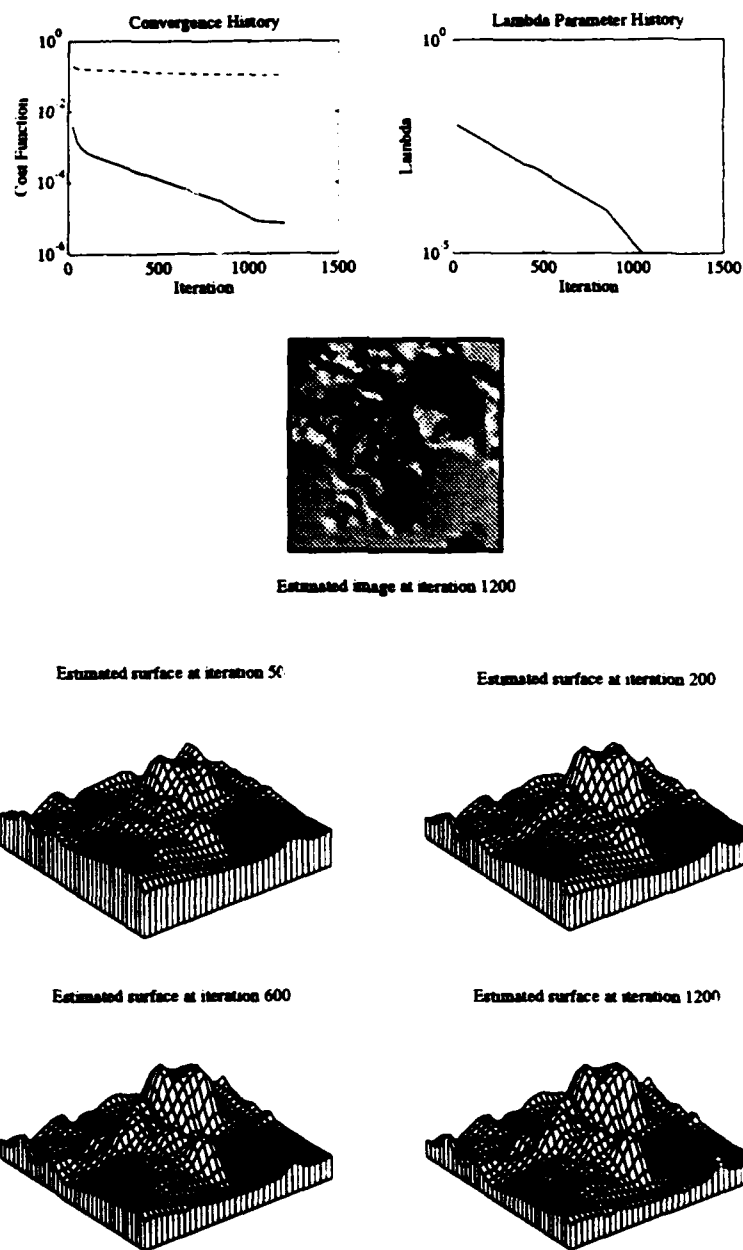 Convergence History
Lambda Parameter History
10^0
10^-2
10^-4
10^-6
Cost Function
0
500
1000
1500
Iteration
10^0
10^-5
Lambda
0
500
1000
1500
Iteration
Estimated image at iteration 1200
Estimated surface at iteration 50
Estimated surface at iteration 200
Estimated surface at iteration 600
Estimated surface at iteration 1200